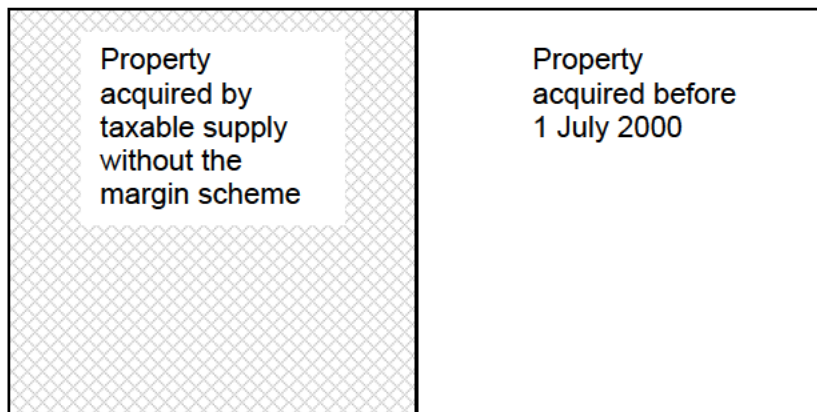 Property
acquired by
taxable supply
without the
margin scheme
Property
acquired before
1 July 2000